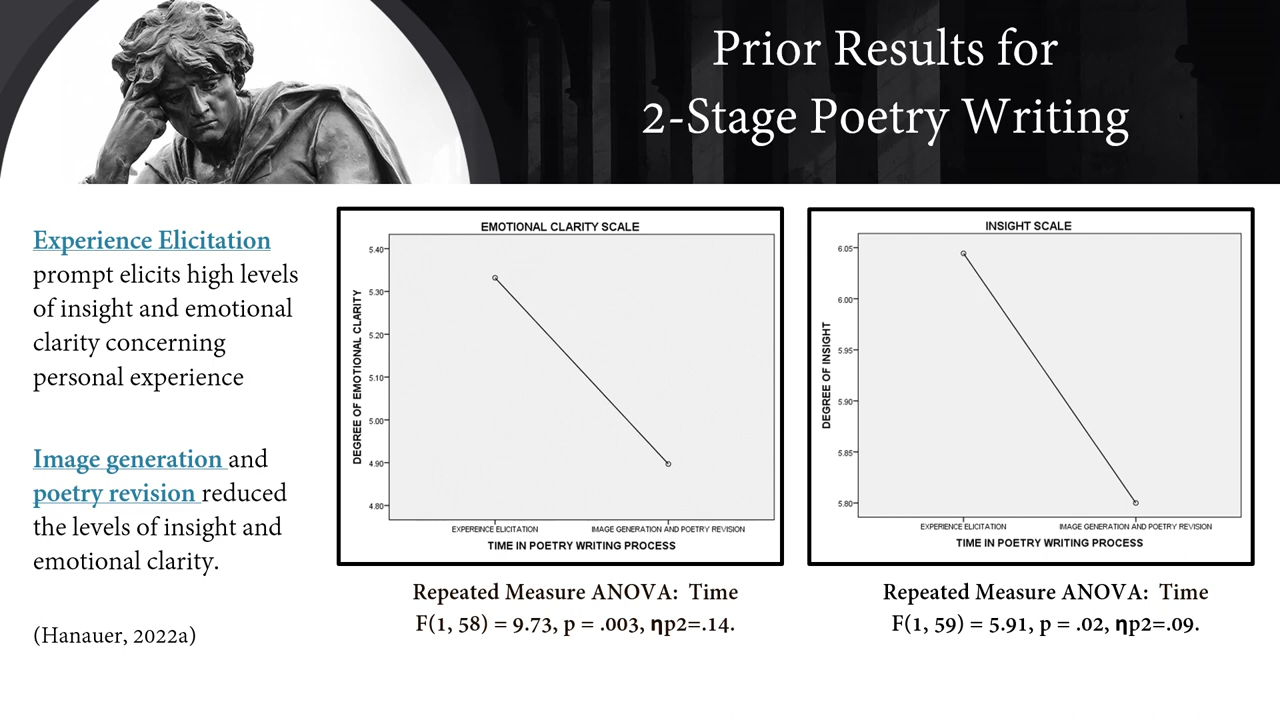 Prior Results for
2-Stage Poetry Writing
Experience Elicitation
prompt elicits high levels
of insight and emotional
clarity concerning
personal experience
Image generation and
poetry revision reduced
the levels of insight and
emotional clarity.
(Hanauer, 2022a)
EMOTIONAL CLARITY SCALE
DEGREE OF EMOTIONAL CLARITY
5.40
5.30
5.20
5.10
5.00
4.90
4.80
EXPEREINCE ELICITATION
IMAGE GENERATION AND POETRY REVISION
TIME IN POETRY WRITING PROCESS
Repeated Measure ANOVA: Time
F(1, 58) = 9.73, p = .003, ηp2=.14.
INSIGHT SCALE
DEGREE OF INSIGHT
6.05
6.00
5.95
5.90
5.85
5.80
EXPERIENCE ELICITATION
IMAGE GENERATION AND POETRY REVISION
TIME IN POETRY WRITING PROCESS
Repeated Measure ANOVA: Time
F(1, 59) = 5.91, p = .02, ηp2=.09.